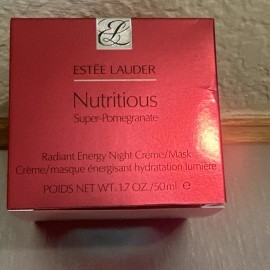 ESTĒE LAUDER
Nutritious
Super-Pomegranate
Radiant Energy Night Creme/Mask
Crème/masque énergisant hydratation lumière
POIDS NET WT. 1.7 OZ./50 ml ℮